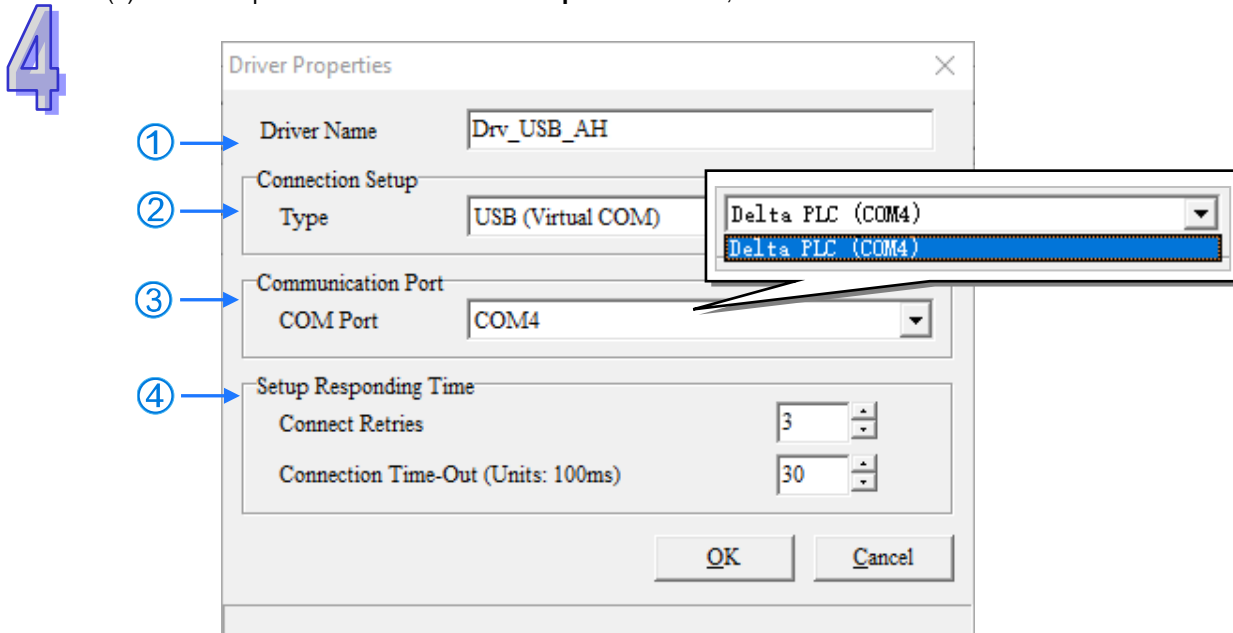 4
Driver Properties
① Driver Name Drv_USB_AH
Connection Setup
② Type USB (Virtual COM)
Delta PLC (COM4)
Delta PLC (COM4)
Communication Port
③ COM Port COM4
④ Setup Responding Time
Connect Retries 3
Connection Time-Out (Units: 100ms) 30
OK Cancel